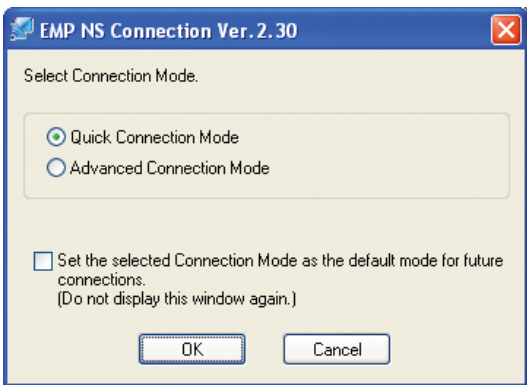 EMP NS Connection Ver.2.30
Select Connection Mode.
Quick Connection Mode
Advanced Connection Mode
Set the selected Connection Mode as the default mode for future
connections.
(Do not display this window again.)
OK Cancel